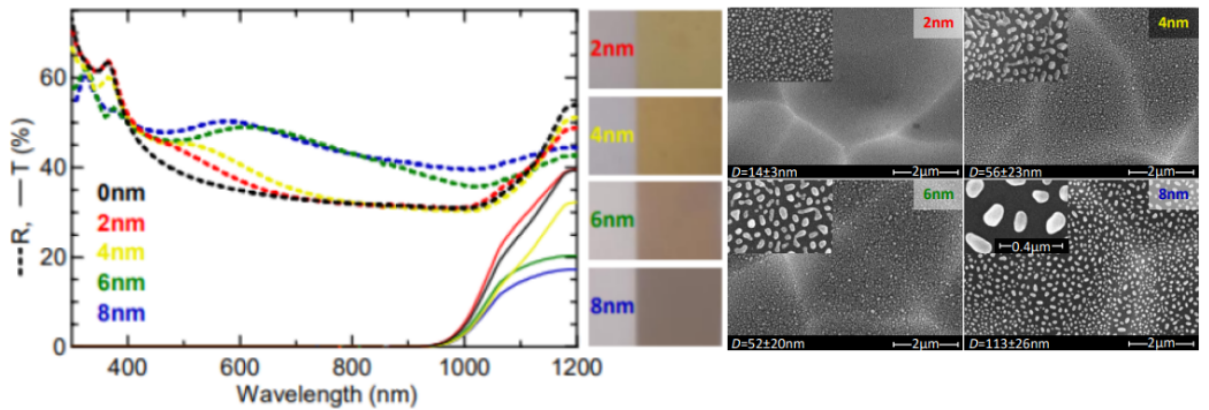 60
40
20
0
---R, —T (%)
0nm
2nm
4nm
6nm
8nm
400
600
800
1000
1200
Wavelength (nm)
2nm
4nm
6nm
8nm
2nm
D=14±3nm
2μm
4nm
D=56±23nm
2μm
6nm
D=52±20nm
2μm
8nm
0.4μm
D=113±26nm
2μm